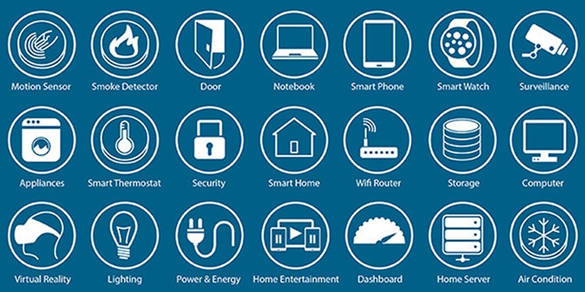 Motion Sensor
Smoke Detector
Door
Notebook
Smart Phone
Smart Watch
Surveillance
Appliances
Smart Thermostat
Security
Smart Home
Wifi Router
Storage
Computer
Virtual Reality
Lighting
Power & Energy
Home Entertainment
Dashboard
Home Server
Air Condition